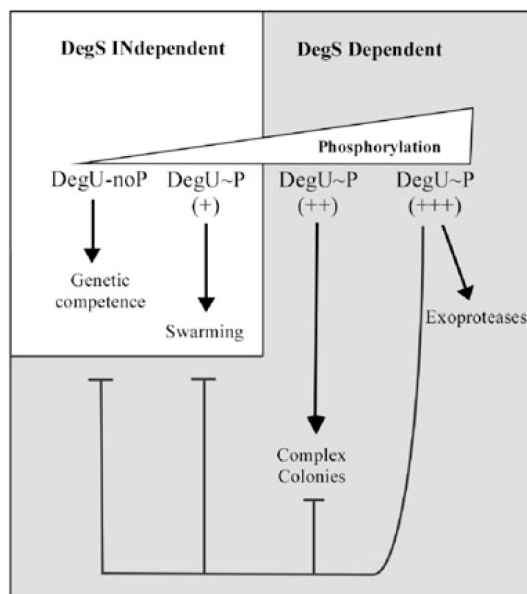 DegS INdependent
DegS Dependent
Phosphorylation
DegU-noP
DegU~P
(+)
DegU~P
(++)
DegU~P
(+++)
Genetic
competence
Swarming
Exoproteases
Complex
Colonies